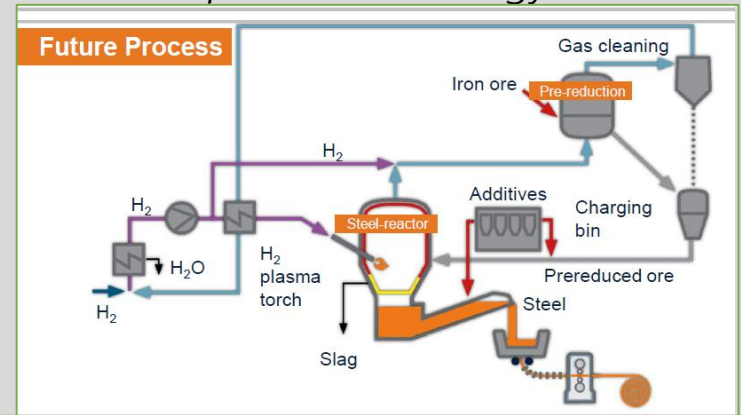 Future Process
Gas cleaning
Iron ore
Pre-reduction
H₂
Additives
Charging
bin
H₂
Steel-reactor
H₂O
H₂
plasma
torch
Prereduced ore
H₂
Steel
Slag